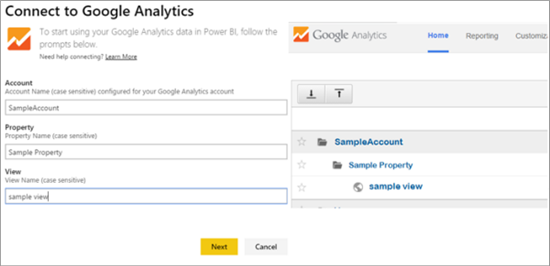 Connect to Google Analytics
To start using your Google Analytics data in Power BI, follow the
prompts below.
Need help connecting? Learn More
Account
Account Name (case sensitive) configured for your Google Analytics account
SampleAccount
Property
Property Name (case sensitive)
Sample Property
View
View Name (case sensitive)
sample view
Next
Cancel
Google Analytics
Home
Reporting
Customiz
SampleAccount
Sample Property
sample view